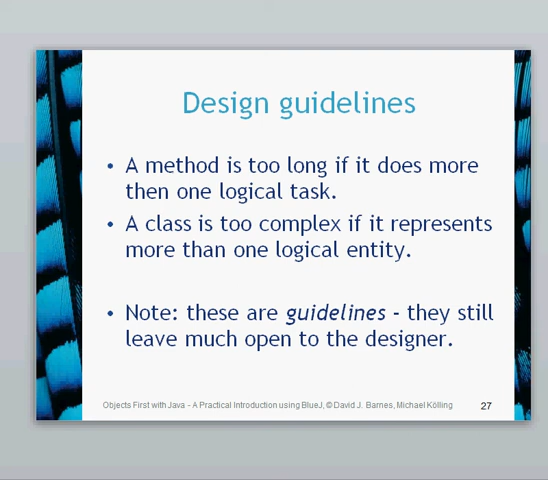 Design guidelines
• A method is too long if it does more
then one logical task.
• A class is too complex if it represents
more than one logical entity.
• Note: these are guidelines - they still
leave much open to the designer.
Objects First with Java - A Practical Introduction using BlueJ, © David J. Barnes, Michael Kölling
27